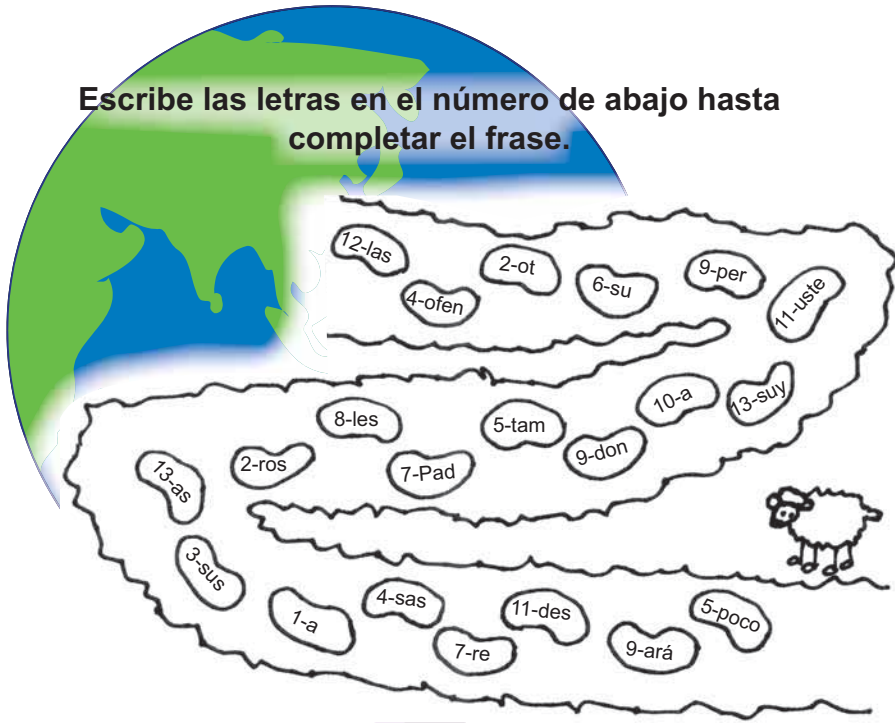 Escribe las letras en el número de abajo hasta
completar el frase.
12-las
4-ofen
2-ot
6-su
9-per
11-uste
13-suy
10-a
9-don
5-tam
7-Pad
8-les
2-ros
13-as
3-sus
1-a
4-sas
7-re
11-des
9-ará
5-poco